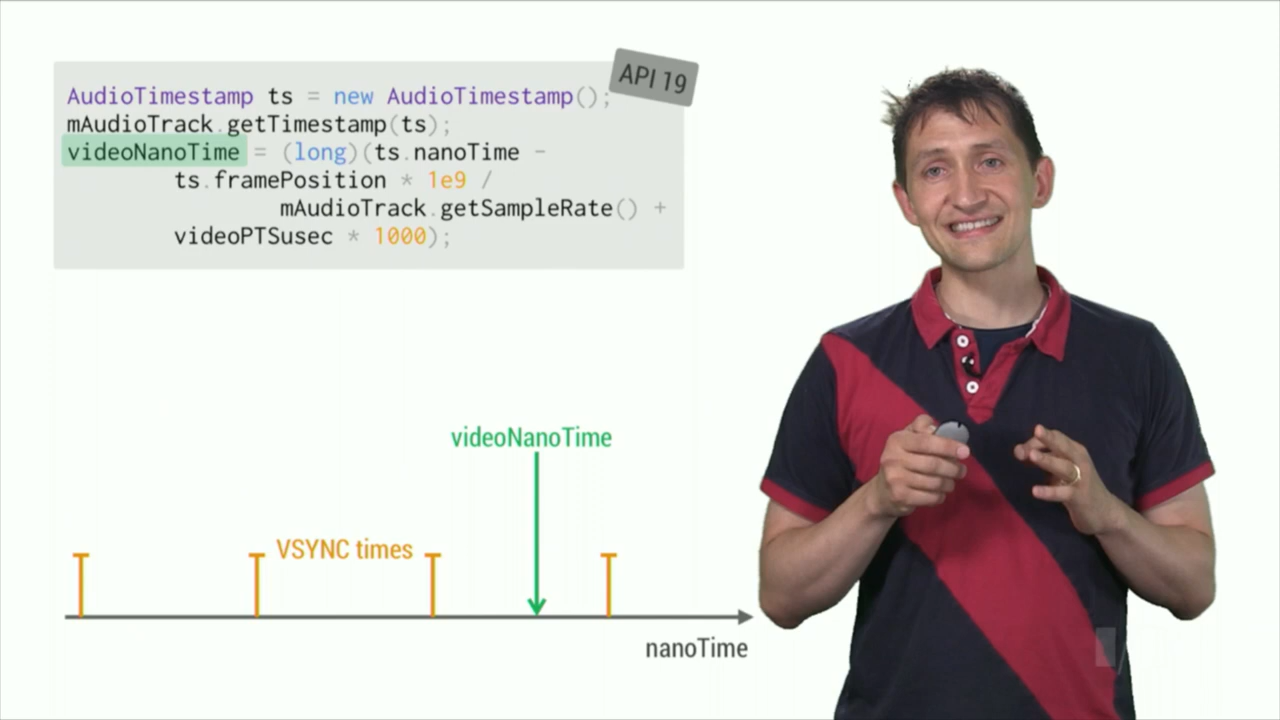 API 19
AudioTimestamp ts = new AudioTimestamp();
mAudioTrack.getTimestamp(ts);
videoNanoTime = (long)(ts.nanoTime -
ts.framePosition * 1e9 /
mAudioTrack.getSampleRate() +
videoPTSusec * 1000);
videoNanoTime
VSYNC times
nanoTime